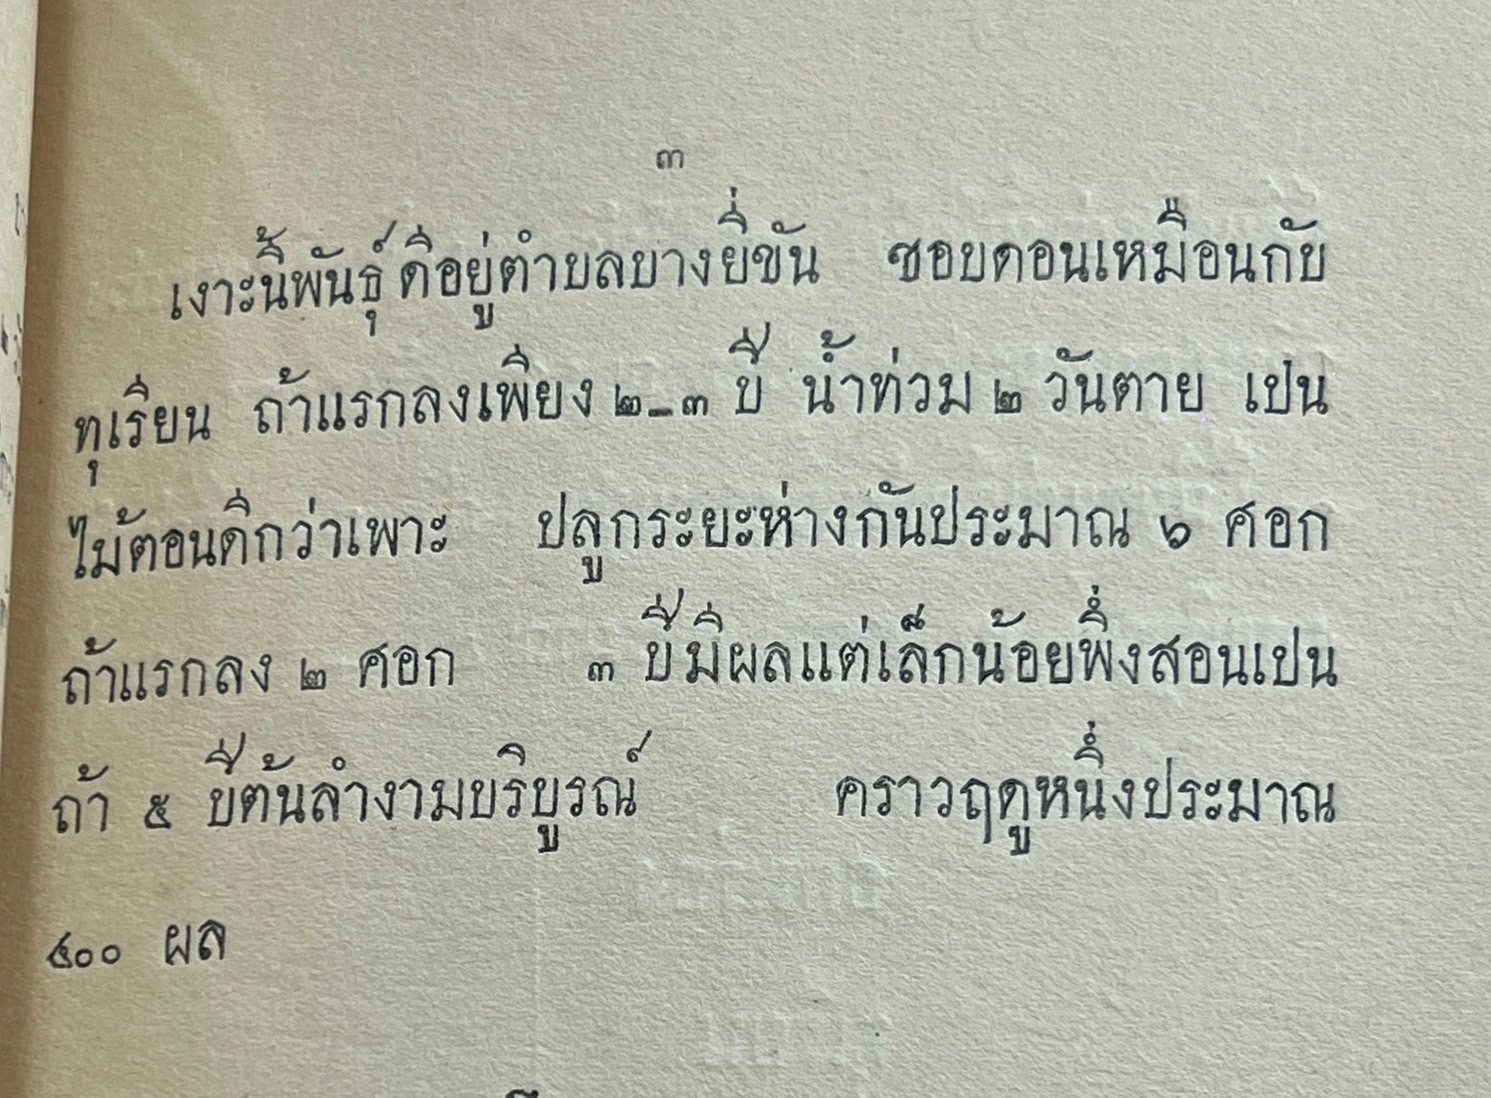 ๓
เงาะนี้พันธุ์ดีอยู่ตำบลบางยี่ขัน ชอบดอนเหมือนกับ
ทุเรียน ถ้าแรกลงเพียง ๒-๓ ปี น้ำท่วม ๒ วันตาย เปน
ไม้ตอนดีกว่าเพาะ ปลูกระยะห่างกันประมาณ ๖ ศอก
ถ้าแรกลง ๒ ศอก ๓ ปีมีผลแต่เล็กน้อยพึ่งสอนเปน
ถ้า ๕ ปีต้นลำงามบริบูรณ์ คราวฤดูหนึ่งประมาณ
๔๐๐ ผล